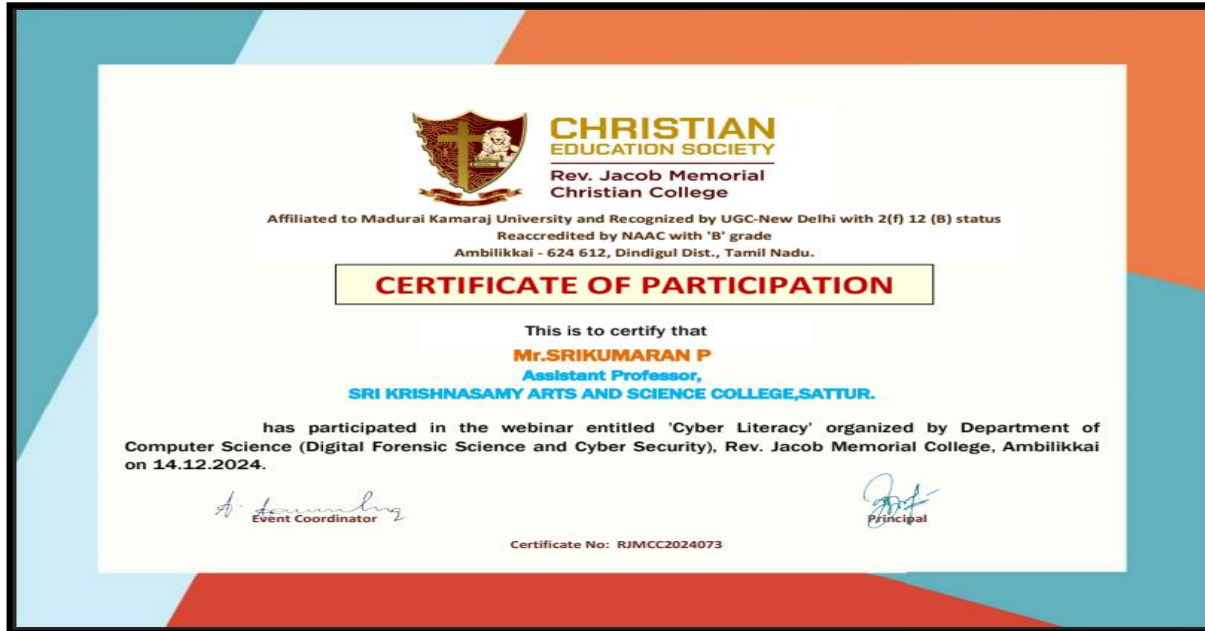 CHRISTIAN
EDUCATION SOCIETY
Rev. Jacob Memorial
Christian College
Affiliated to Madurai Kamaraj University and Recognized by UGC-New Delhi with 2(f) 12 (B) status
Reaccredited by NAAC with 'B' grade
Ambilikkai - 624 612, Dindigul Dist., Tamil Nadu.
CERTIFICATE OF PARTICIPATION
This is to certify that
Mr.SRIKUMARAN P
Assistant Professor,
SRI KRISHNASAMY ARTS AND SCIENCE COLLEGE,SATTUR.
has participated in the webinar entitled 'Cyber Literacy' organized by Department of
Computer Science (Digital Forensic Science and Cyber Security), Rev. Jacob Memorial College, Ambilikkai
on 14.12.2024.
Event Coordinator
Principal
Certificate No: RJMCC2024073